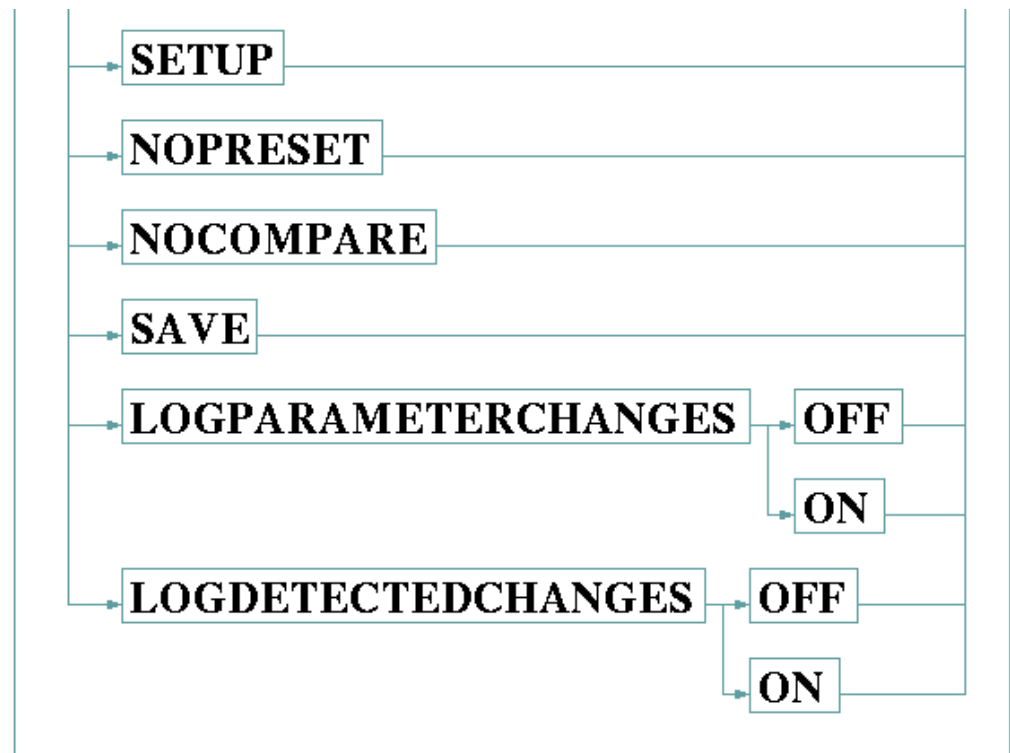 SETUP
NOPRESET
NOCOMPARE
SAVE
LOGPARAMETERCHANGES OFF
ON
LOGDETECTEDCHANGES OFF
ON